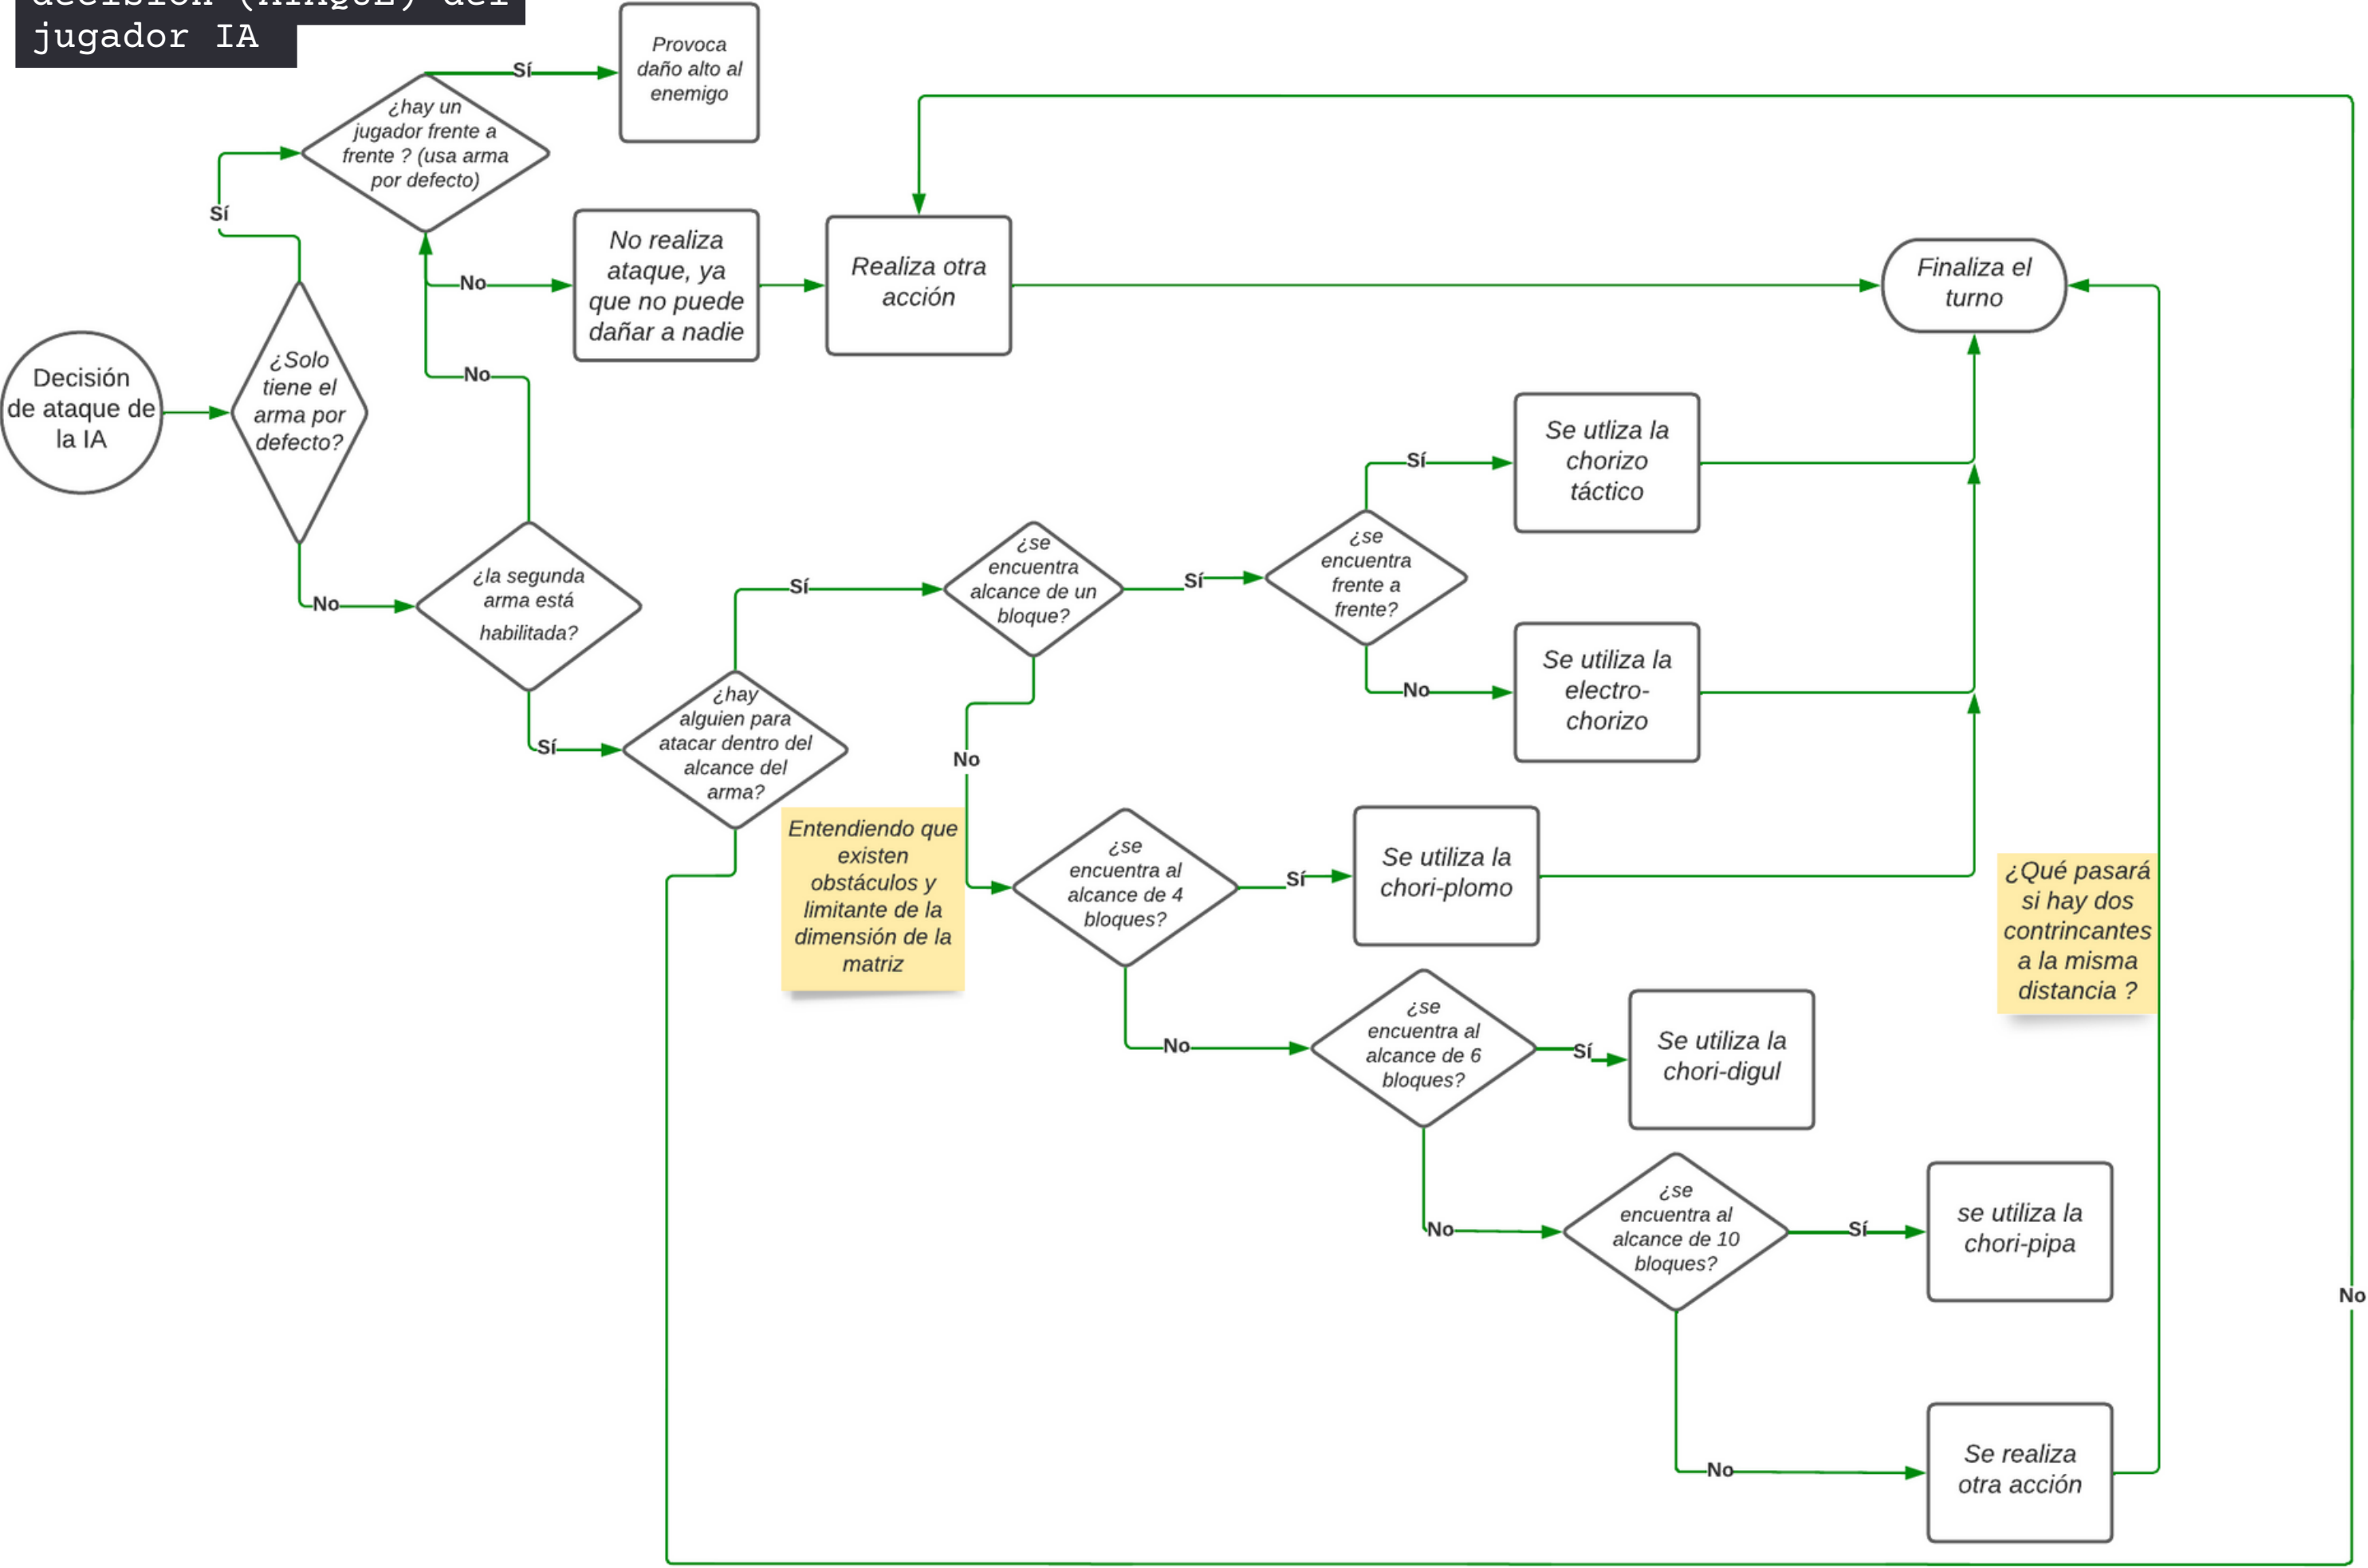 jugador IA
Provoca
daño alto al
enemigo
Sí
¿hay un
jugador frente a
frente ? (usa arma
por defecto)
Sí
No realiza
ataque, ya
que no puede
dañar a nadie
Realiza otra
acción
Finaliza el
turno
No
No
¿Solo
tiene el
arma por
defecto?
Decisión
de ataque de
la IA
Se utliza la
chorizo
táctico
Sí
¿se
encuentra
alcance de un
bloque?
Sí
¿se
encuentra
frente a
frente?
Sí
No
¿la segunda
arma está
habilitada?
Se utiliza la
electro-
chorizo
No
¿hay
alguien para
atacar dentro del
alcance del
arma?
Sí
No
Entendiendo que
existen
obstáculos y
limitante de la
dimensión de la
matriz
¿se
encuentra al
alcance de 4
bloques?
Sí
Se utiliza la
chori-plomo
¿Qué pasará
si hay dos
contrincantes
a la misma
distancia ?
No
¿se
encuentra al
alcance de 6
bloques?
Sí
Se utiliza la
chori-digul
No
¿se
encuentra al
alcance de 10
bloques?
Sí
se utiliza la
chori-pipa
No
No
Se realiza
otra acción